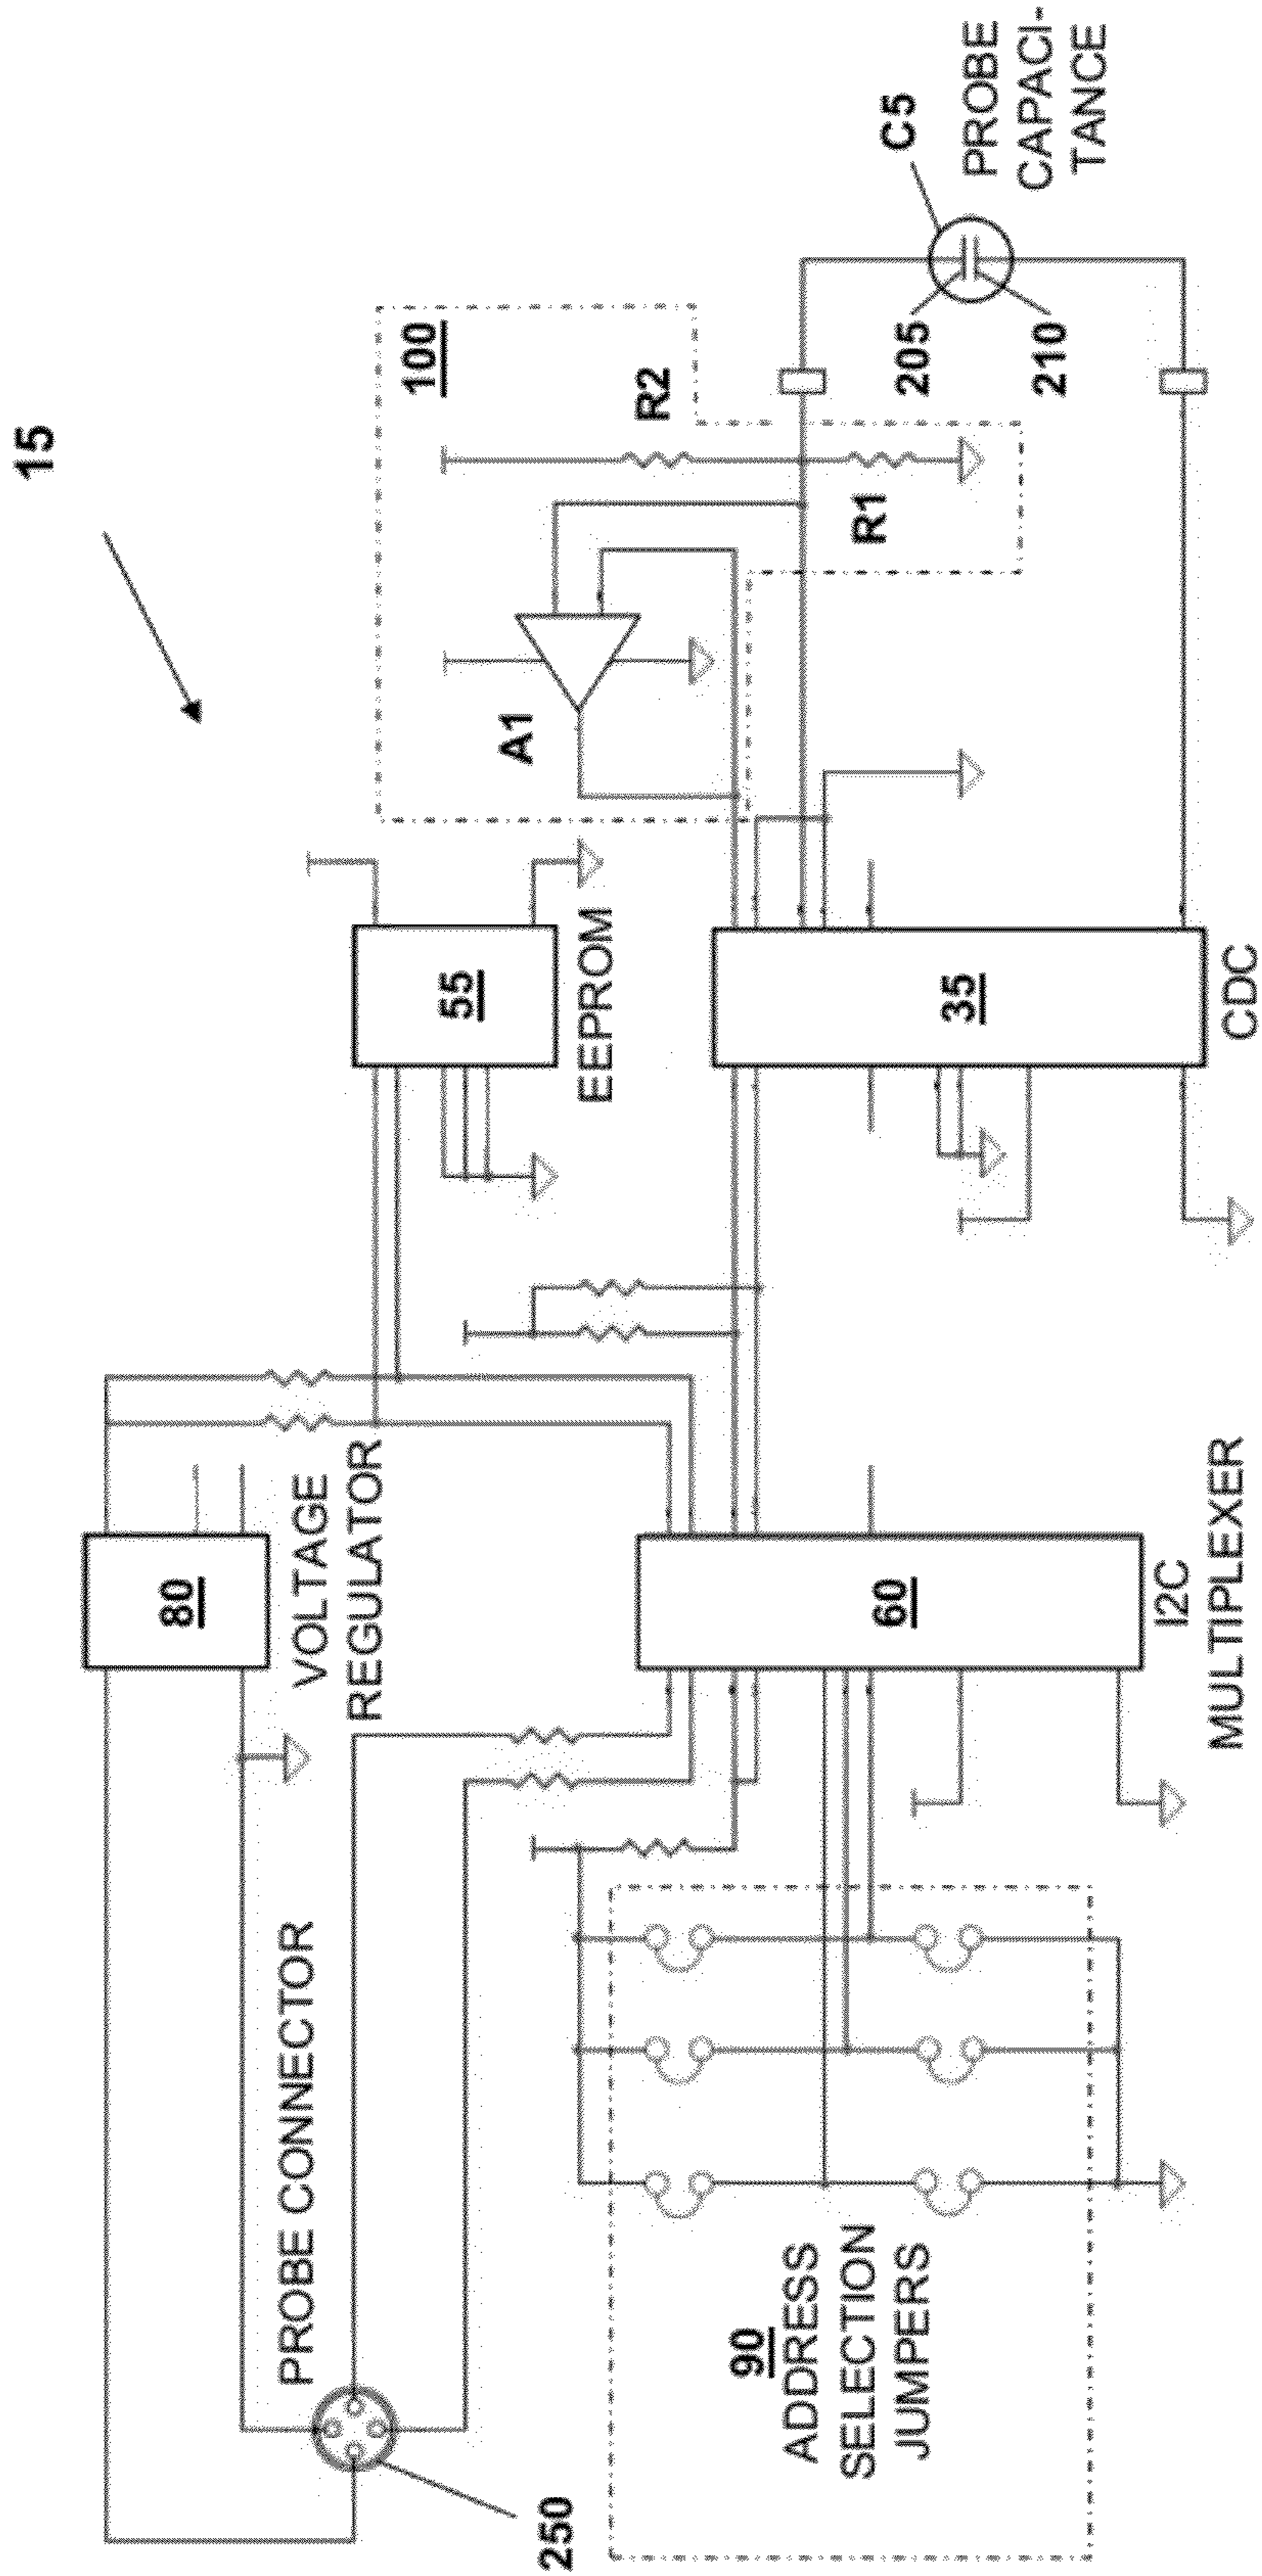 15
100
R2
R1
A1
C5
PROBE
CAPACI-
TANCE
205
210
55
EEPROM
35
CDC
80
VOLTAGE
REGULATOR
60
I2C
MULTIPLEXER
PROBE CONNECTOR
250
90
ADDRESS
SELECTION
JUMPERS